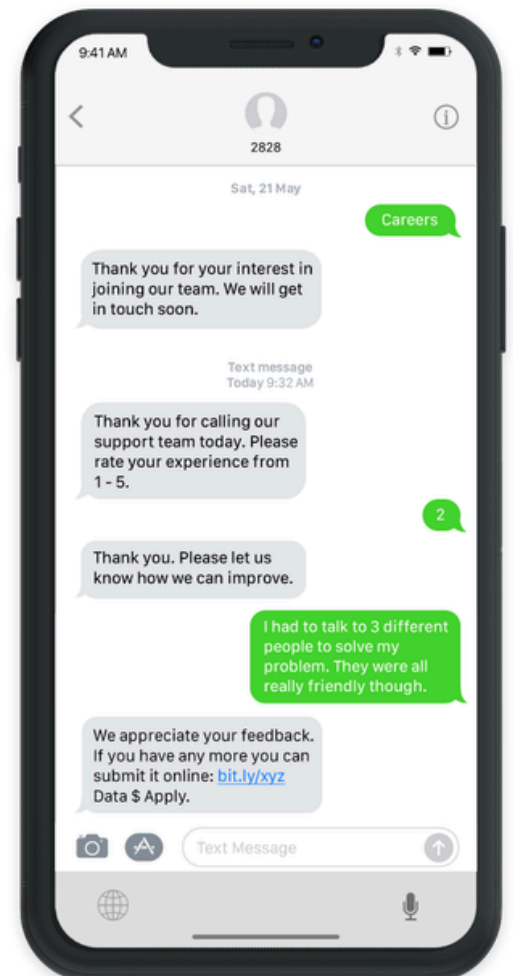 9:41 AM
2828
Sat, 21 May
Careers
Thank you for your interest in
joining our team. We will get
in touch soon.
Text message
Today 9:32 AM
Thank you for calling our
support team today. Please
rate your experience from
1 - 5.
2
Thank you. Please let us
know how we can improve.
I had to talk to 3 different
people to solve my
problem. They were all
really friendly though.
We appreciate your feedback.
If you have any more you can
submit it online: bit.ly/xyz
Data $ Apply.
Text Message